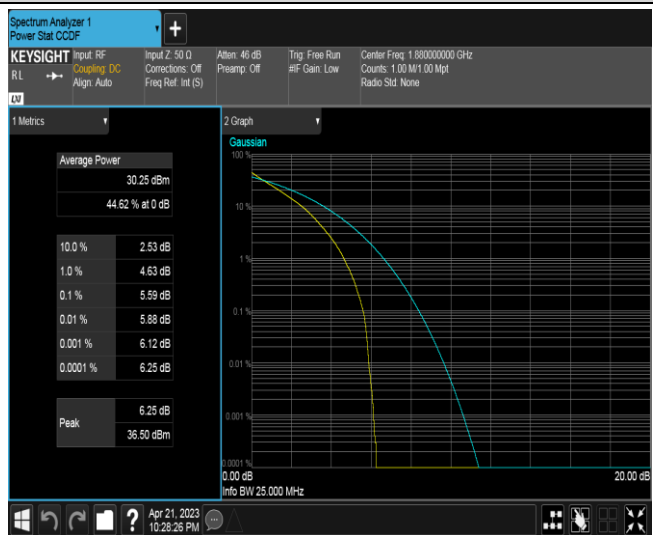 Spectrum Analyzer 1
Power Stat CCDF
+
KEYSIGHT
RL
LXI
Input: RF
Coupling: DC
Align: Auto
Input Z: 50 Ω
Corrections: Off
Freq Ref: Int (S)
Atten: 46 dB
Preamp: Off
Trig: Free Run
#IF Gain: Low
Center Freq: 1.880000000 GHz
Counts: 1.00 M/1.00 Mpt
Radio Std: None
1 Metrics
Average Power
30.25 dBm
44.62 % at 0 dB
10.0 % 2.53 dB
1.0 % 4.63 dB
0.1 % 5.59 dB
0.01 % 5.88 dB
0.001 % 6.12 dB
0.0001 % 6.25 dB
Peak
6.25 dB
36.50 dBm
2 Graph
Gaussian
100 %
10 %
1 %
0.1 %
0.01 %
0.001 %
0.0001 %
0.00 dB 20.00 dB
Info BW 25.000 MHz
?
Apr 21, 2023
10:28:26 PM